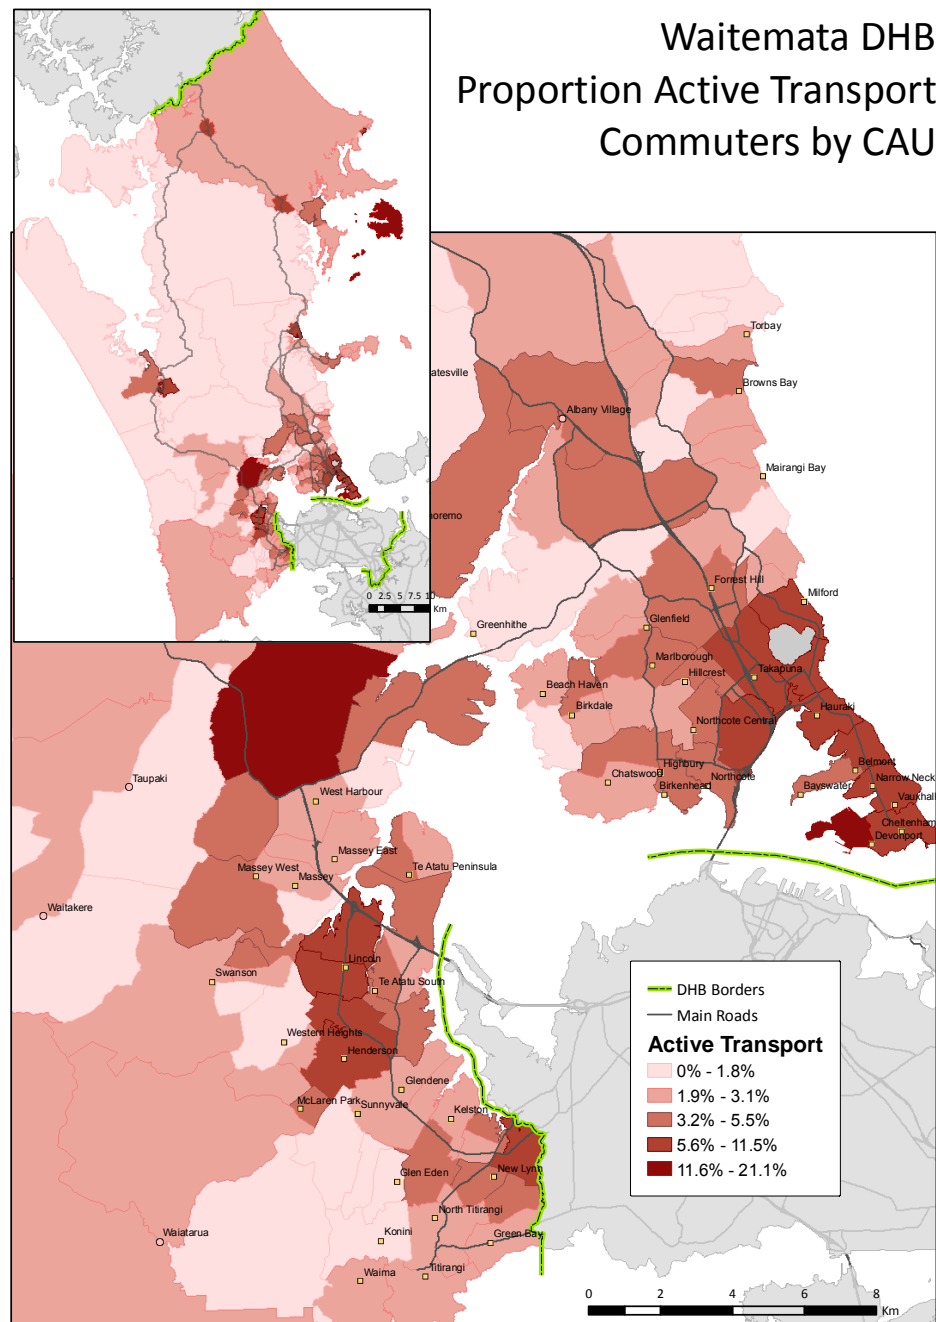 Waitemata DHB
Proportion Active Transport
Commuters by CAU
0 2.5 5 7.5 10
Km
Torbay
atesville
Browns Bay
Albany Village
Mairangi Bay
oremo
Forrest Hill
Milford
Greenhithe
Glenfield
Marlborough
Takapuna
Hillcrest
Beach Haven
Birkdale
Hauraki
Northcote Central
Highbury
Belmont
Chatswood
Northcote
Narrow Neck
Taupaki
Birkenhead
Bayswater
West Harbour
Vauxhall
Cheltenham
Devonport
Massey East
Massey West
Te Atatu Peninsula
Massey
Waitakere
Lincoln
Swanson
Te Atatu South
Western Heights
Henderson
Glendene
McLaren Park
Sunnyvale
Kelston
Glen Eden
New Lynn
North Titirangi
Waiatarua
Konini
Green Bay
Waima
Titirangi
DHB Borders
Main Roads
Active Transport
0% - 1.8%
1.9% - 3.1%
3.2% - 5.5%
5.6% - 11.5%
11.6% - 21.1%
0 2 4 6 8
Km